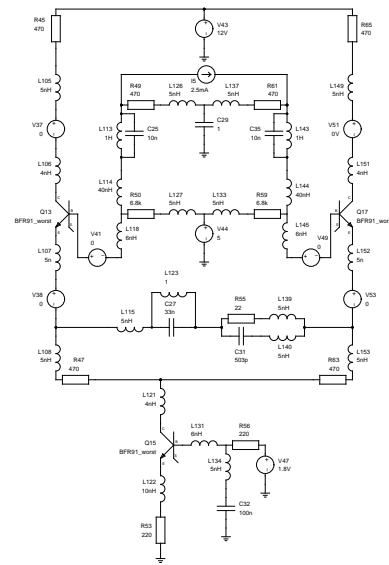 R45
470
V43
12V
R65
470
I5
2.5mA
L105
5nH
R49
470
L126
5nH
L137
5nH
R61
470
L149
5nH
V37
0
L113
1H
C25
10n
C29
1
C35
10n
L143
1H
V51
0V
L106
4nH
L114
40nH
R50
6.8k
L127
5nH
L133
5nH
R59
6.8k
L144
40nH
L151
4nH
Q13
BFR91_worst
V41
0
L118
6nH
V44
5
L145
6nH
V49
0
Q17
BFR91_wor
L107
5n
L152
5n
L123
1
V38
0
C27
33n
R55
22
L139
5nH
V53
0
L115
5nH
C31
503p
L140
5nH
L108
5nH
R47
470
R63
470
L153
5nH
L121
4nH
Q15
BFR91_worst
L131
6nH
R56
220
L134
5nH
V47
1.8V
L122
10nH
C32
100n
R53
220